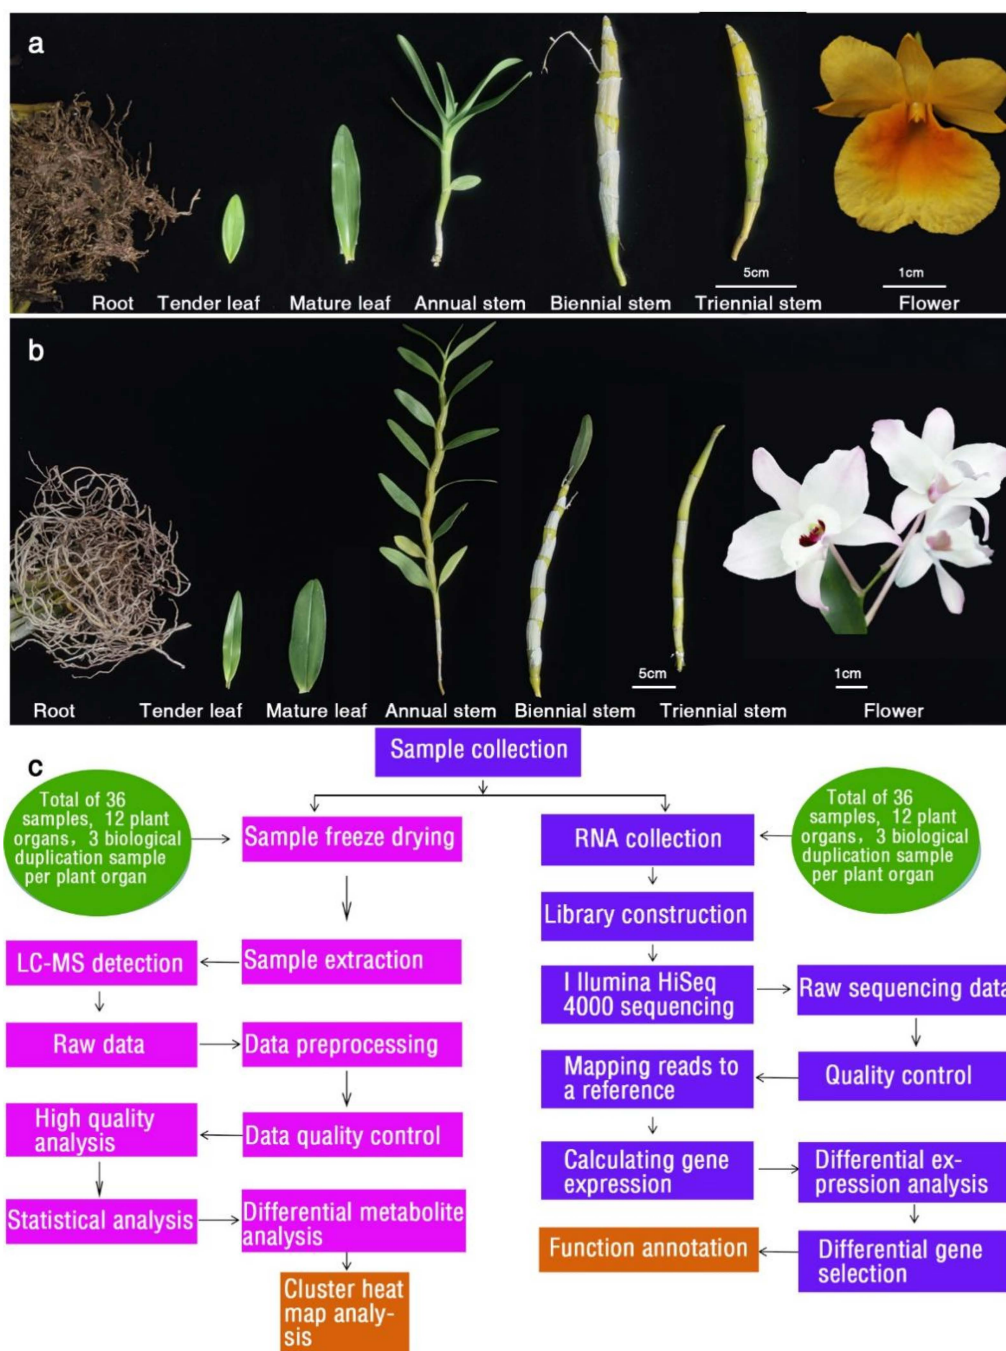 a
5cm
1cm
Root
Tender leaf
Mature leaf
Annual stem
Biennial stem
Triennial stem
Flower
b
5cm
1cm
Root
Tender leaf
Mature leaf
Annual stem
Biennial stem
Triennial stem
Flower
c
Sample collection
Total of 36
samples, 12 plant
organs, 3 biological
duplication sample
per plant organ
Sample freeze drying
Sample extraction
LC-MS detection
Raw data
Data preprocessing
Data quality control
High quality
analysis
Statistical analysis
Differential metabolite
analysis
Cluster heat
map analy-
sis
Total of 36
samples, 12 plant
organs, 3 biological
duplication sample
per plant organ
RNA collection
Library construction
I Illumina HiSeq
4000 sequencing
Raw sequencing data
Quality control
Mapping reads to
a reference
Calculating gene
expression
Differential ex-
pression analysis
Differential gene
selection
Function annotation